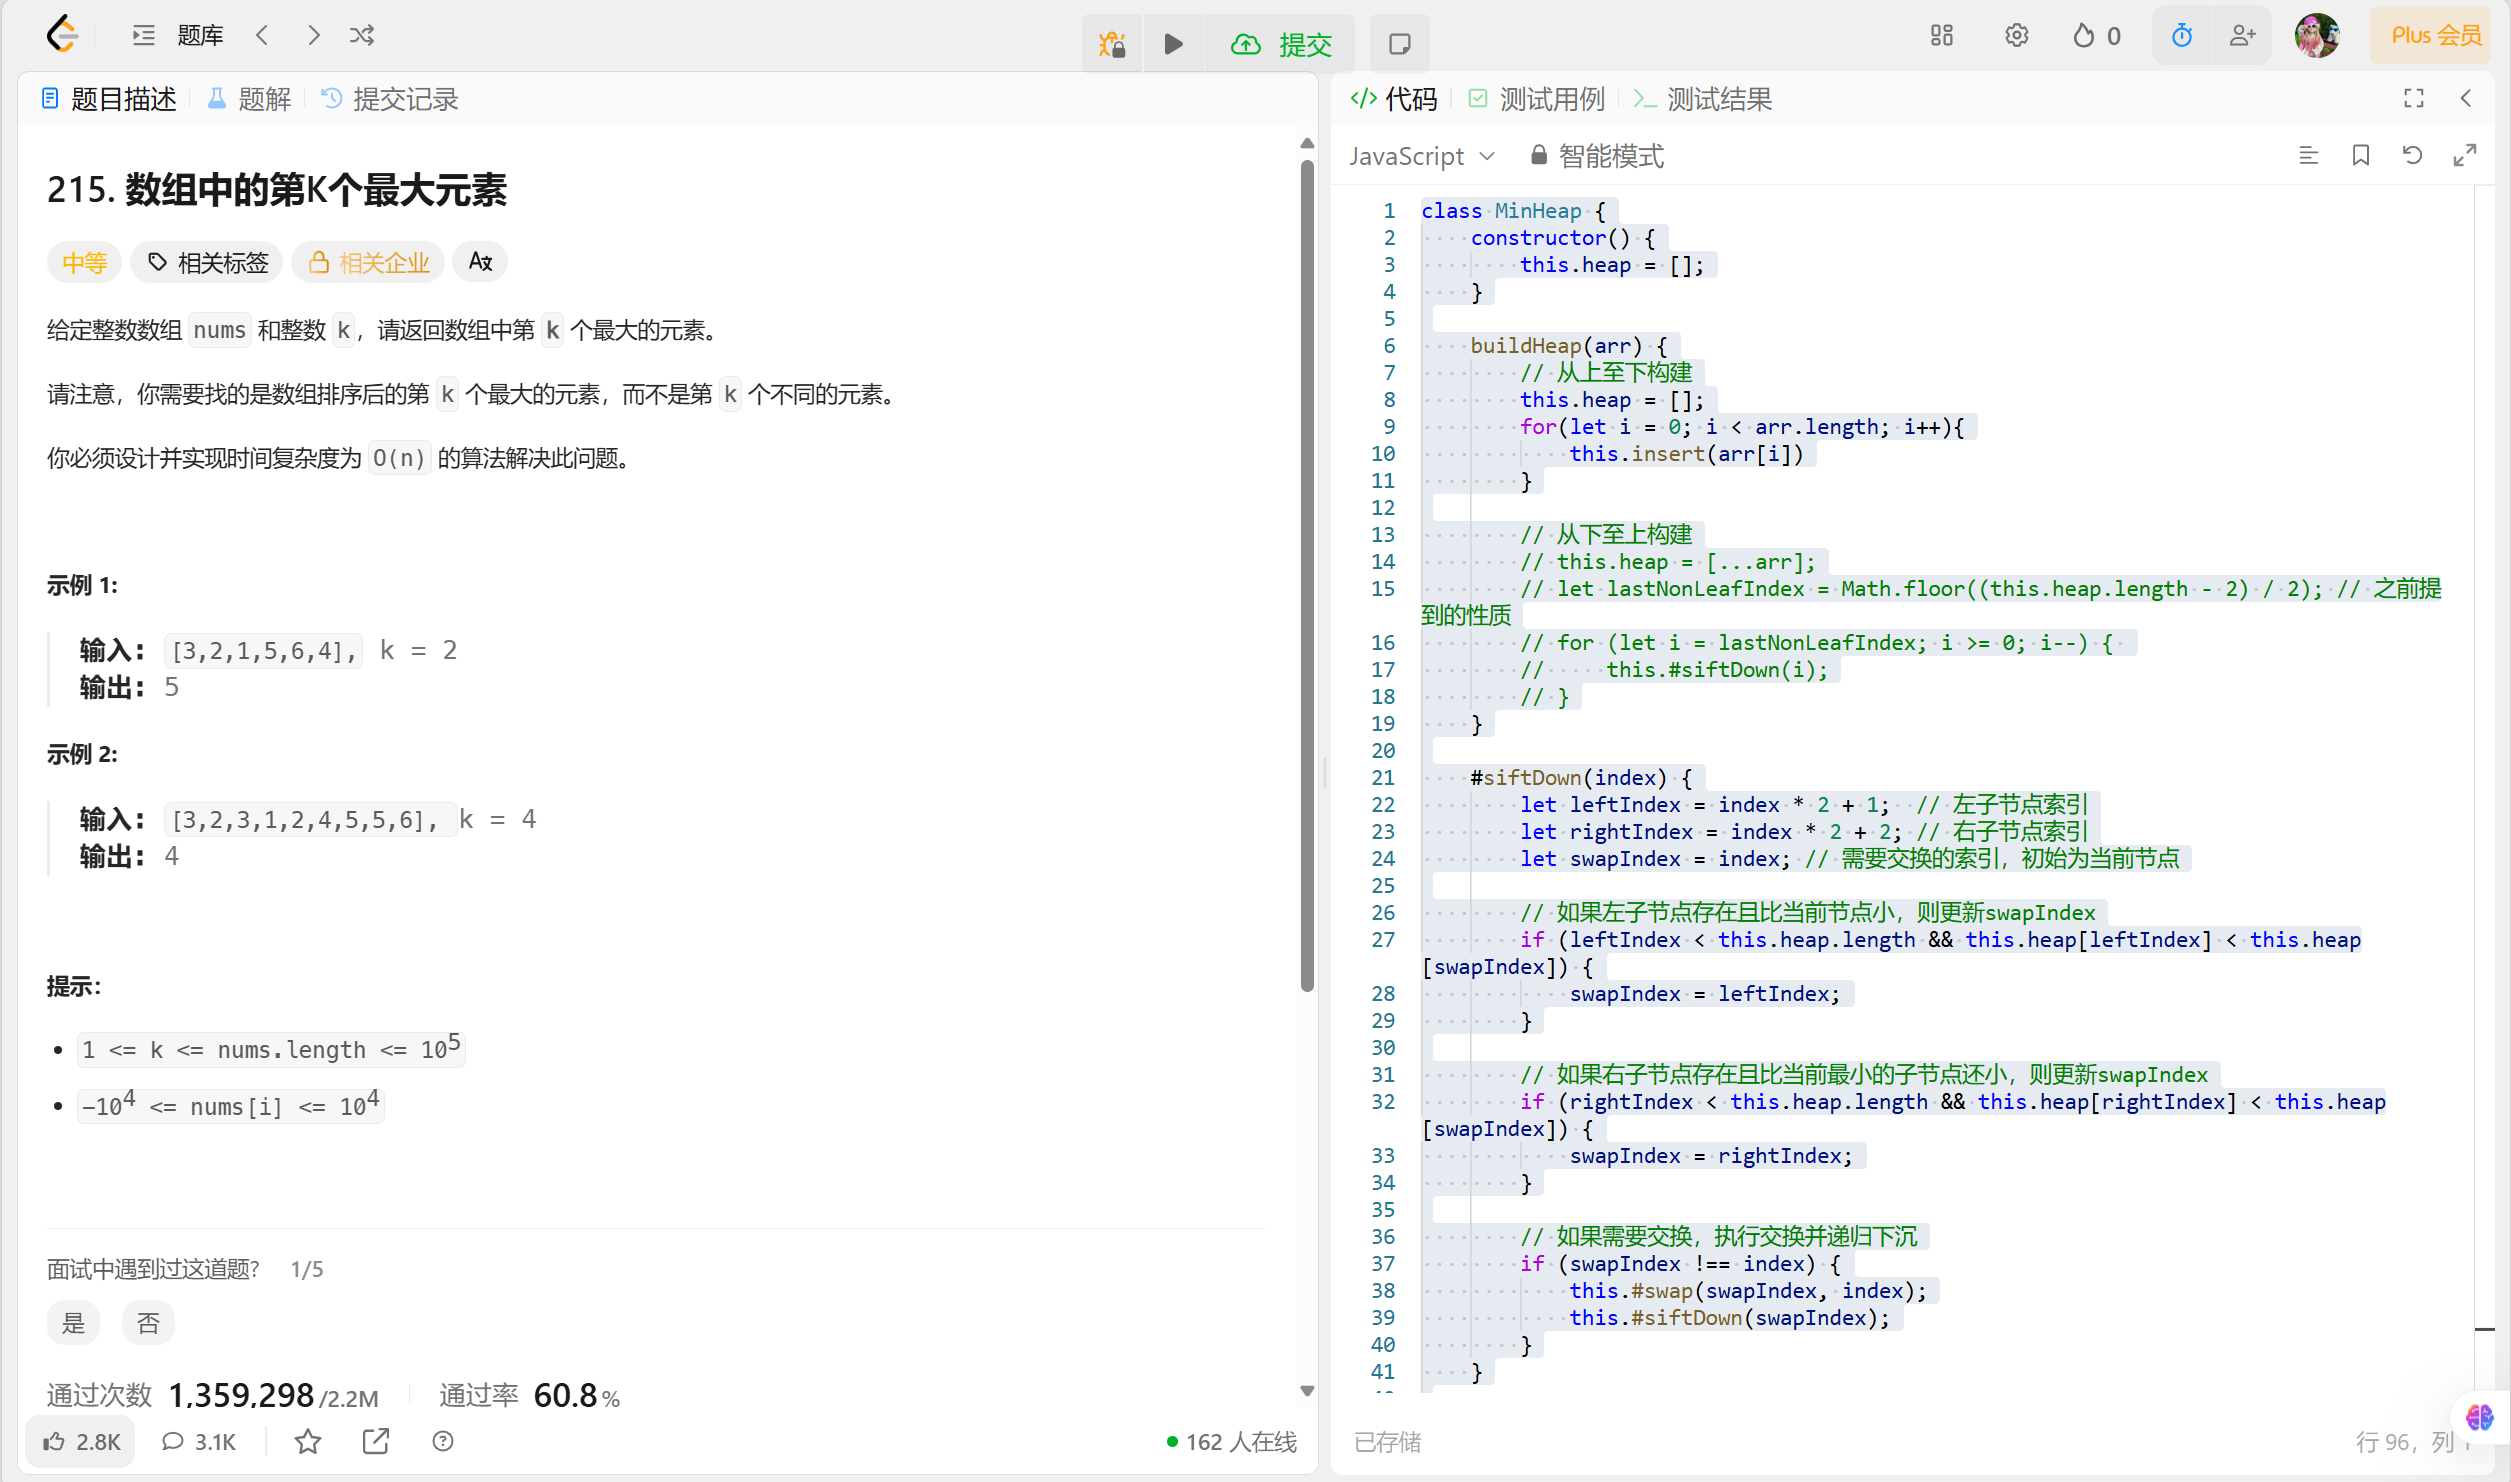 题库
提交
0
Plus 会员
题目描述
题解
提交记录
215. 数组中的第K个最大元素
中等
相关标签
相关企业
给定整数数组 nums 和整数 k，请返回数组中第 k 个最大的元素。
请注意，你需要找的是数组排序后的第 k 个最大的元素，而不是第 k 个不同的元素。
你必须设计并实现时间复杂度为 O(n) 的算法解决此问题。
示例 1:
输入: [3,2,1,5,6,4], k = 2
输出: 5
示例 2:
输入: [3,2,3,1,2,4,5,5,6], k = 4
输出: 4
提示：
1 <= k <= nums.length <= 10^5
-10^4 <= nums[i] <= 10^4
面试中遇到过这道题? 1/5
是
否
通过次数 1,359,298/2.2M
通过率 60.8%
2.8K
3.1K
162 人在线
代码
测试用例
测试结果
JavaScript
智能模式
1 class MinHeap {
2     constructor() {
3         this.heap = [];
4     }
5
6     buildHeap(arr) {
7         // 从上至下构建
8         this.heap = [];
9         for(let i = 0; i < arr.length; i++){
10             this.insert(arr[i])
11         }
12
13         // 从下至上构建
14         // this.heap = [...arr];
15         // let lastNonLeafIndex = Math.floor((this.heap.length - 2) / 2); // 之前提
到的性质
16         // for (let i = lastNonLeafIndex; i >= 0; i--) {
17         //     this.#siftDown(i);
18         // }
19     }
20
21     #siftDown(index) {
22         let leftIndex = index * 2 + 1;  // 左子节点索引
23         let rightIndex = index * 2 + 2; // 右子节点索引
24         let swapIndex = index; // 需要交换的索引，初始为当前节点
25
26         // 如果左子节点存在且比当前节点小，则更新swapIndex
27         if (leftIndex < this.heap.length && this.heap[leftIndex] < this.heap
[swapIndex]) {
28             swapIndex = leftIndex;
29         }
30
31         // 如果右子节点存在且比当前最小的子节点还小，则更新swapIndex
32         if (rightIndex < this.heap.length && this.heap[rightIndex] < this.heap
[swapIndex]) {
33             swapIndex = rightIndex;
34         }
35
36         // 如果需要交换，执行交换并递归下沉
37         if (swapIndex !== index) {
38             this.#swap(swapIndex, index);
39             this.#siftDown(swapIndex);
40         }
41     }
已存储
行 96，列